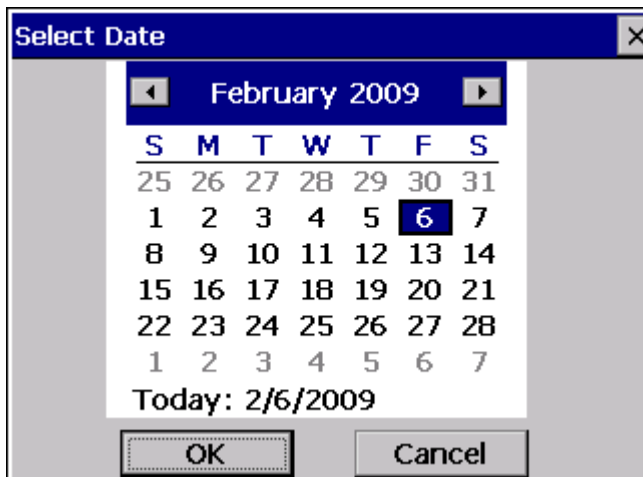 Select Date
February 2009
S M T W T F S
25 26 27 28 29 30 31
1 2 3 4 5 6 7
8 9 10 11 12 13 14
15 16 17 18 19 20 21
22 23 24 25 26 27 28
1 2 3 4 5 6 7
Today: 2/6/2009
OK Cancel